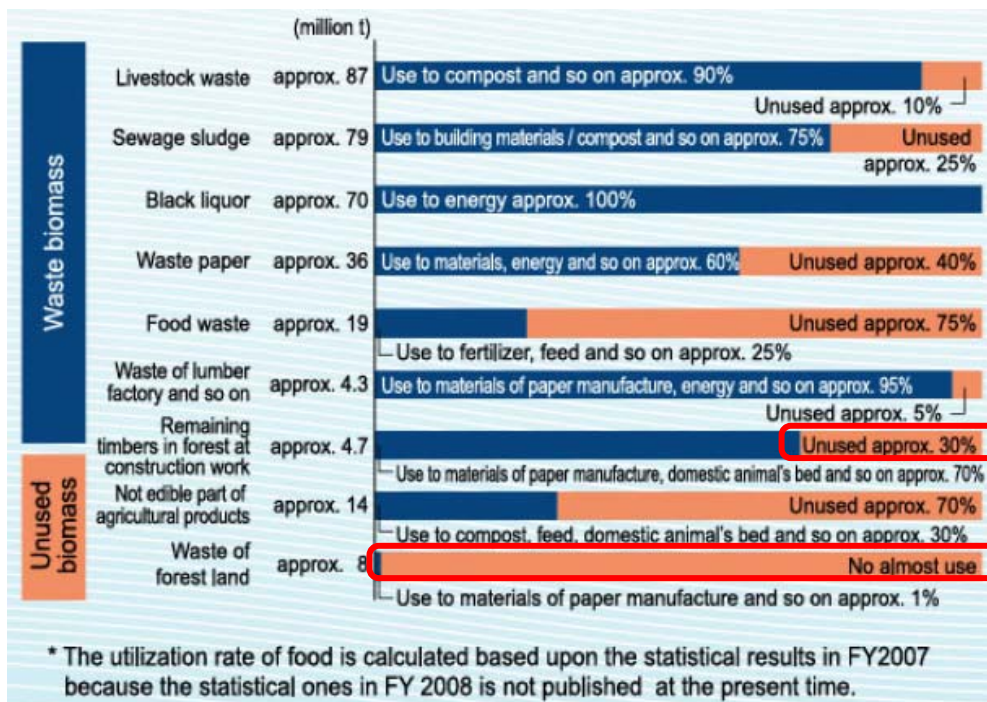 (million t)
Waste biomass
Livestock waste approx. 87 Use to compost and so on approx. 90%
Unused approx. 10%
Sewage sludge approx. 79 Use to building materials / compost and so on approx. 75% Unused
approx. 25%
Black liquor approx. 70 Use to energy approx. 100%
Waste paper approx. 36 Use to materials, energy and so on approx. 60% Unused approx. 40%
Food waste approx. 19 Unused approx. 75%
Use to fertilizer, feed and so on approx. 25%
Waste of lumber
factory and so on approx. 4.3 Use to materials of paper manufacture, energy and so on approx. 95%
Unused approx. 5%
Remaining
timbers in forest at
construction work approx. 4.7 Unused approx. 30%
Use to materials of paper manufacture, domestic animal's bed and so on approx. 70%
Unused
biomass
Not edible part of
agricultural products approx. 14 Unused approx. 70%
Use to compost, feed, domestic animal's bed and so on approx. 30%
Waste of
forest land approx. 8 No almost use
Use to materials of paper manufacture and so on approx. 1%
* The utilization rate of food is calculated based upon the statistical results in FY2007
because the statistical ones in FY 2008 is not published at the present time.